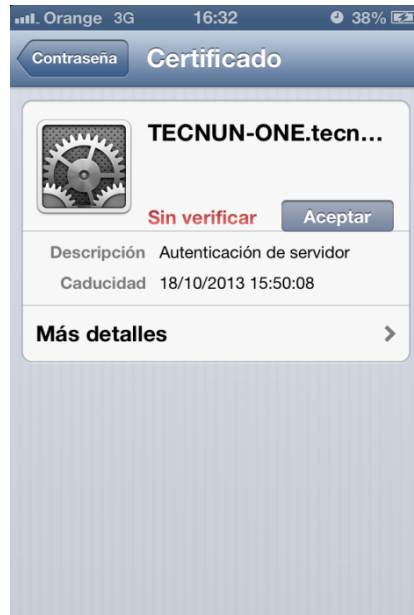 Orange 3G 16:32 38%
Contraseña Certificado
TECNUN-ONE.tecn...
Sin verificar Aceptar
Descripción Autenticación de servidor
Caducidad 18/10/2013 15:50:08
Más detalles